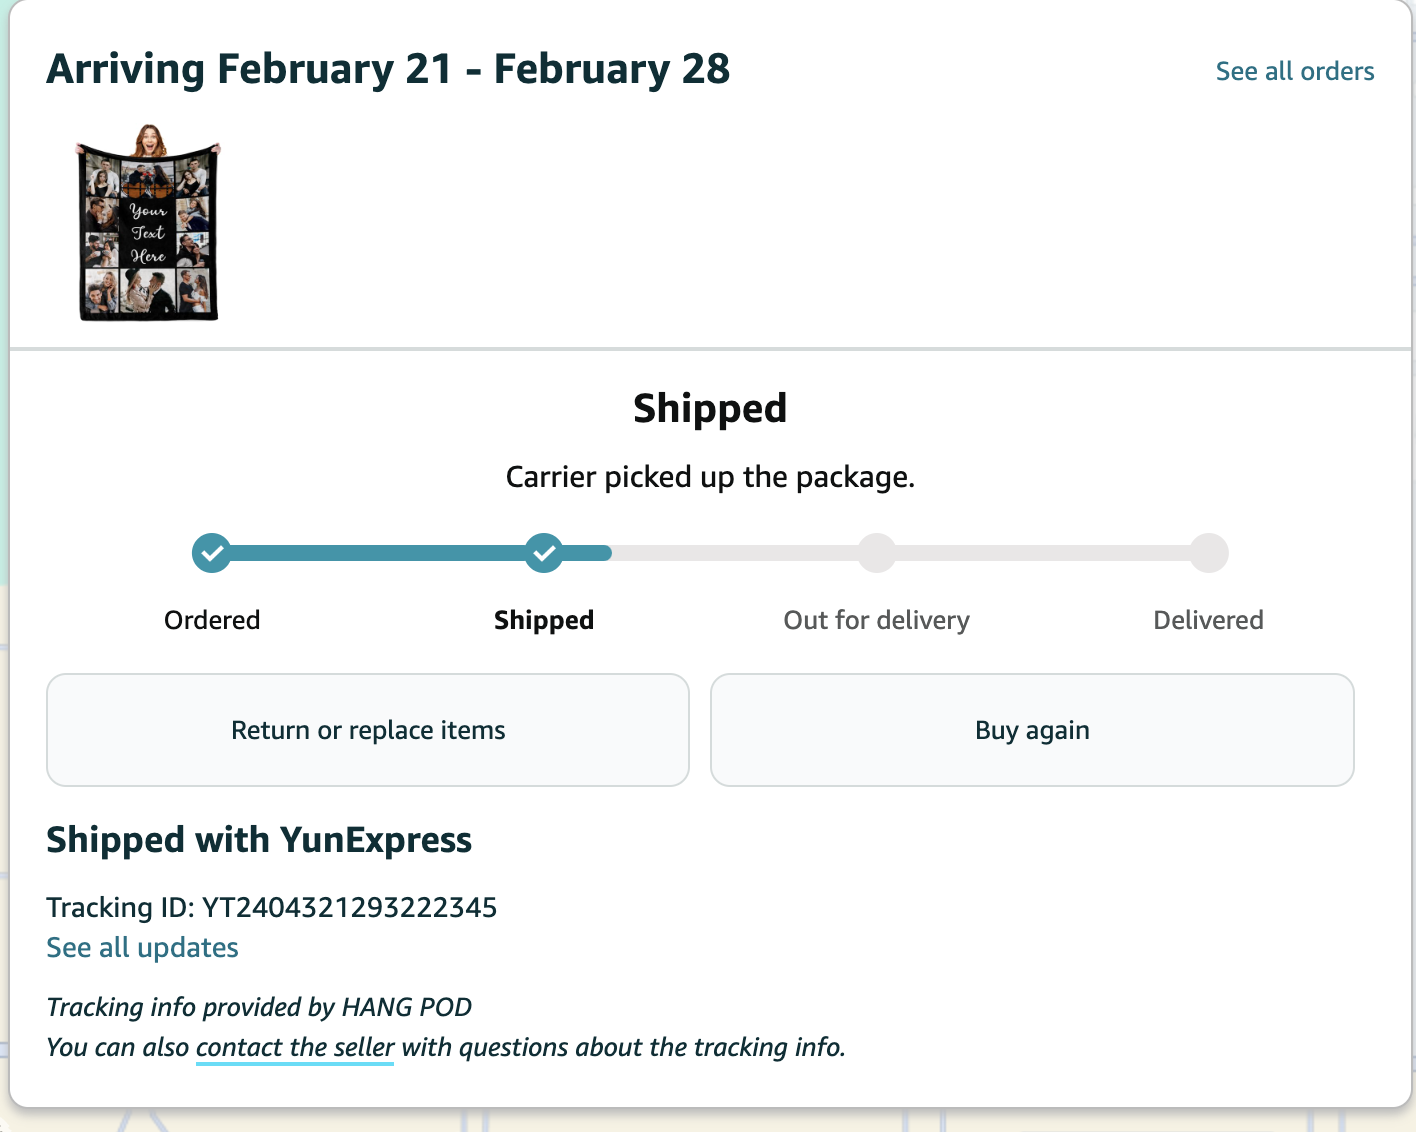 Arriving February 21 - February 28
See all orders
Your
Text
Here
Shipped
Carrier picked up the package.
Ordered
Shipped
Out for delivery
Delivered
Return or replace items
Buy again
Shipped with YunExpress
Tracking ID: YT2404321293222345
See all updates
Tracking info provided by HANG POD
You can also contact the seller with questions about the tracking info.